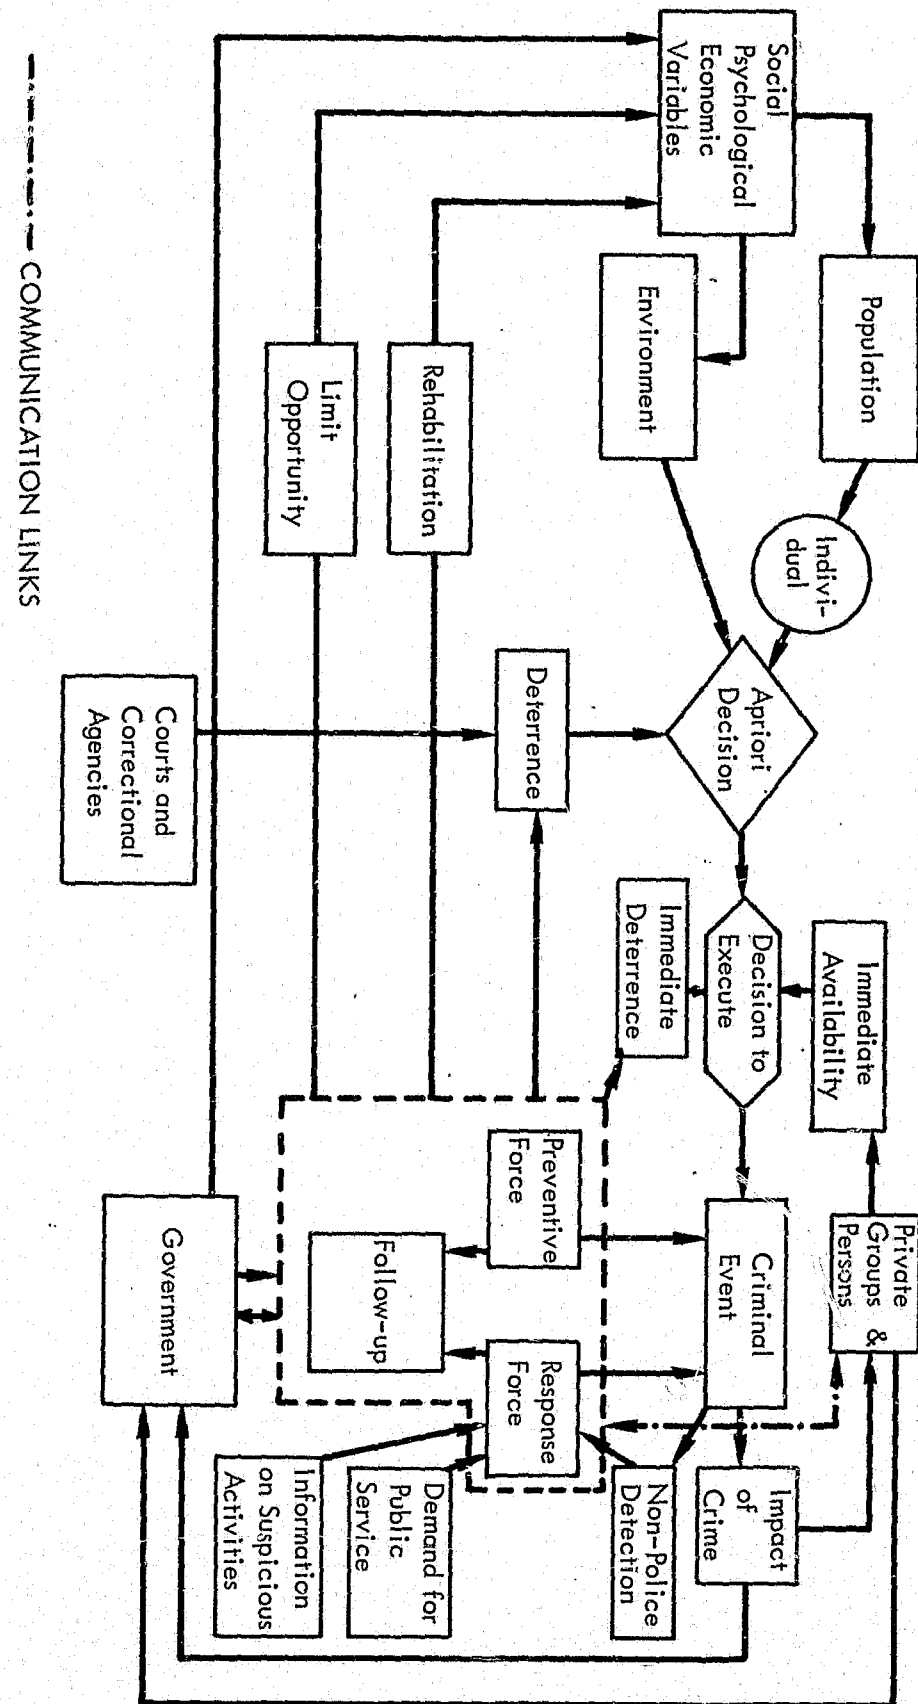 Social
Psychological
Economic
Variables
Population
Environment
Indivi-
dual
Apriori
Decision
Rehabilitation
Limit
Opportunity
Deterrence
Courts and
Correctional
Agencies
Immediate
Availability
Decision to
Execute
Immediate
Deterrence
Private
Groups &
Persons
Criminal
Event
Preventive
Force
Follow-up
Response
Force
Government
Impact
of
Crime
Non-Police
Detection
Demand for
Public
Service
Information
on Suspicious
Activities
COMMUNICATION LINKS